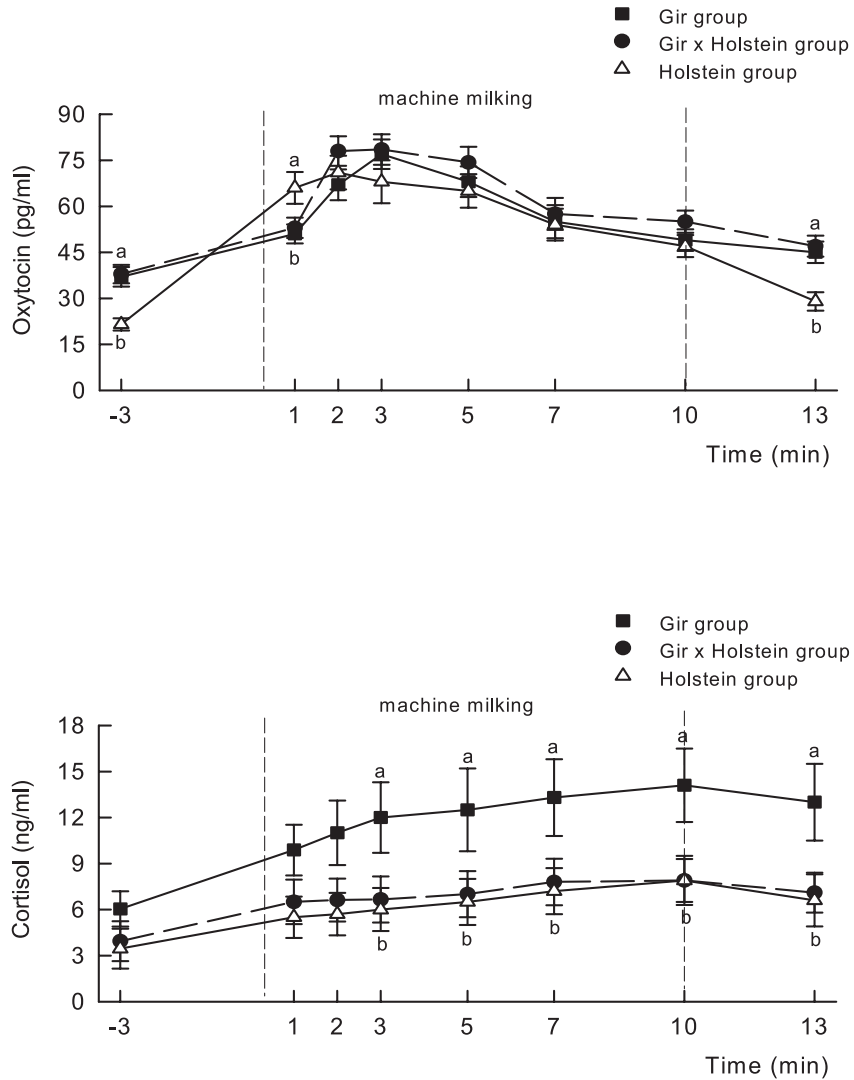 Gir group
Gir x Holstein group
Holstein group
machine milking
90
75
60
45
30
15
0
Oxytocin (pg/ml)
a
b
a
b
a
b
-3 1 2 3 5 7 10 13
Time (min)
Gir group
Gir x Holstein group
Holstein group
machine milking
18
15
12
9
6
3
0
Cortisol (ng/ml)
a a a a a
b b b b b
-3 1 2 3 5 7 10 13
Time (min)